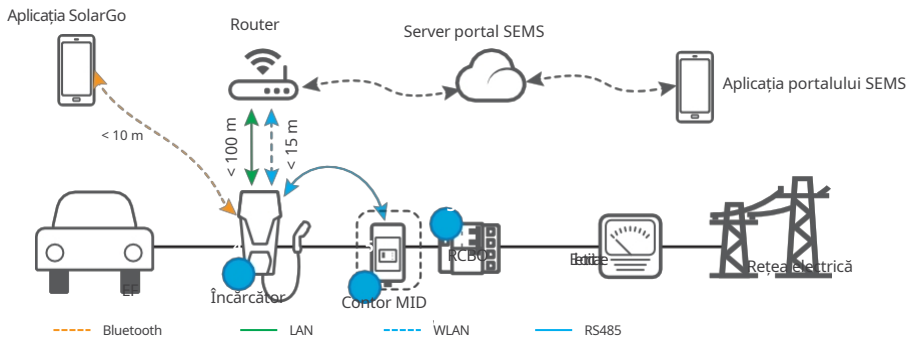 Aplicația SolarGo
Router
Server portal SEMS
Aplicația portalului SEMS
< 10 m
< 100 m
< 15 m
EF
Încărcător
Contor MID
RCBO
Rețea electrică
Bluetooth
LAN
WLAN
RS485